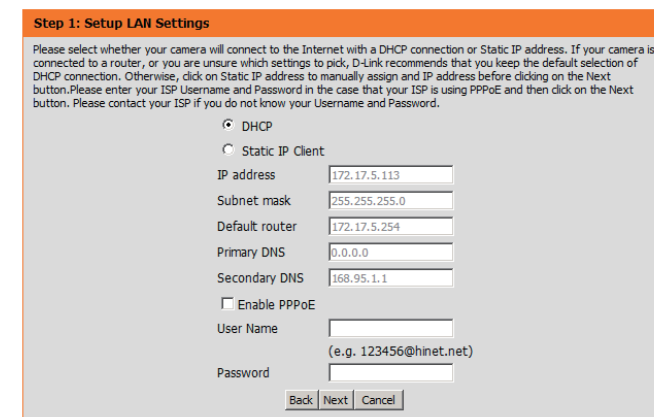 Step 1: Setup LAN Settings
Please select whether your camera will connect to the Internet with a DHCP connection or Static IP address. If your camera is
connected to a router, or you are unsure which settings to pick, D-Link recommends that you keep the default selection of
DHCP connection. Otherwise, click on Static IP address to manually assign and IP address before clicking on the Next
button.Please enter your ISP Username and Password in the case that your ISP is using PPPoE and then click on the Next
button. Please contact your ISP if you do not know your Username and Password.
DHCP
Static IP Client
IP address 172.17.5.113
Subnet mask 255.255.255.0
Default router 172.17.5.254
Primary DNS 0.0.0.0
Secondary DNS 168.95.1.1
Enable PPPoE
User Name
(e.g. 123456@hinet.net)
Password
Back Next Cancel